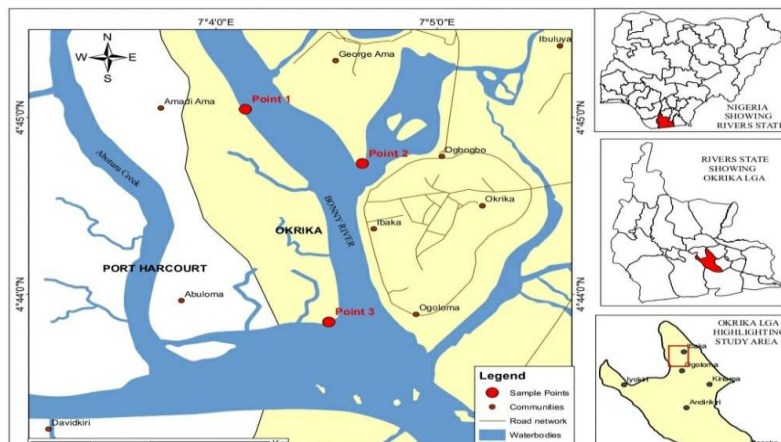 7°4'0"E
7°5'0"E
N
W E
S
George Ama
Ibuluya
Amadi Ama
Point 1
4°45'0"N
4°45'0"N
Point 2
Ogbogbo
Abotoru Creek
BONNY RIVER
Okrika
OKRIKA
Ibaka
PORT HARCOURT
Abuloma
4°44'0"N
4°44'0"N
Ogoloma
Point 3
Davidkiri
Legend
Sample Points
Communities
Road network
Waterbodies
NIGERIA
SHOWING
RIVERS STATE
RIVERS STATE
SHOWING
OKRIKA LGA
OKRIKA LGA
HIGHLIGHTING
STUDY AREA
Ibaka
Ogoloma
Iyokiri
Kiriama
Andirikiri